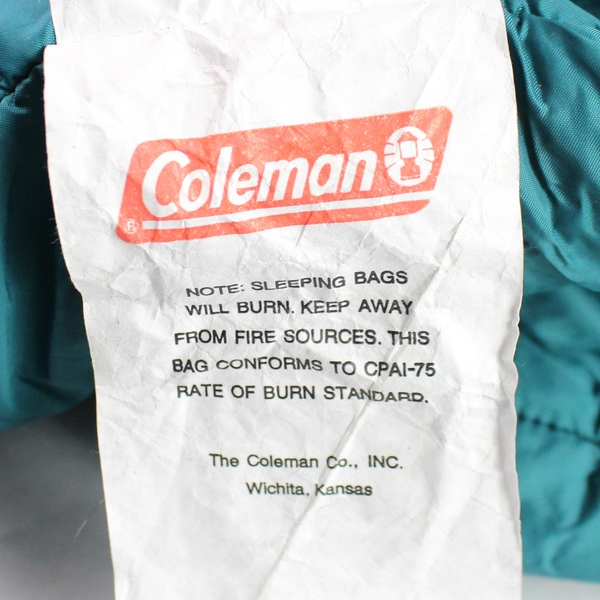 Coleman
®
NOTE: SLEEPING BAGS
WILL BURN. KEEP AWAY
FROM FIRE SOURCES. THIS
BAG CONFORMS TO CPAI-75
RATE OF BURN STANDARD.
The Coleman Co., INC.
Wichita, Kansas